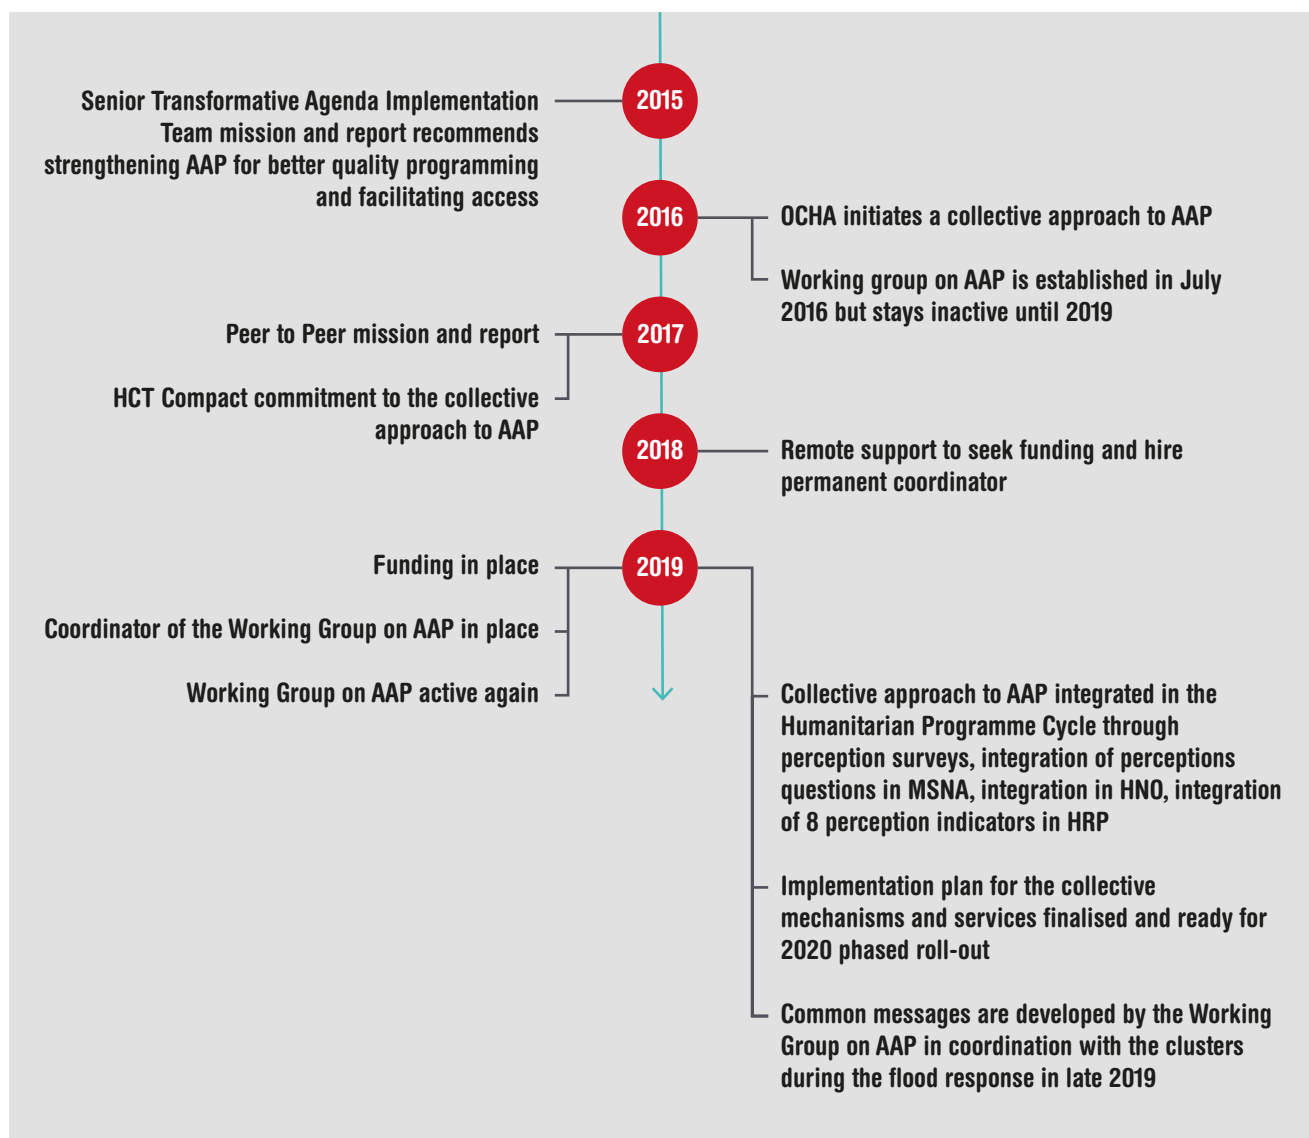 2015
Senior Transformative Agenda Implementation
Team mission and report recommends
strengthening AAP for better quality programming
and facilitating access
2016
OCHA initiates a collective approach to AAP
Working group on AAP is established in July
2016 but stays inactive until 2019
2017
Peer to Peer mission and report
HCT Compact commitment to the collective
approach to AAP
2018
Remote support to seek funding and hire
permanent coordinator
2019
Funding in place
Coordinator of the Working Group on AAP in place
Working Group on AAP active again
Collective approach to AAP integrated in the
Humanitarian Programme Cycle through
perception surveys, integration of perceptions
questions in MSNA, integration in HNO, integration
of 8 perception indicators in HRP
Implementation plan for the collective
mechanisms and services finalised and ready for
2020 phased roll-out
Common messages are developed by the Working
Group on AAP in coordination with the clusters
during the flood response in late 2019